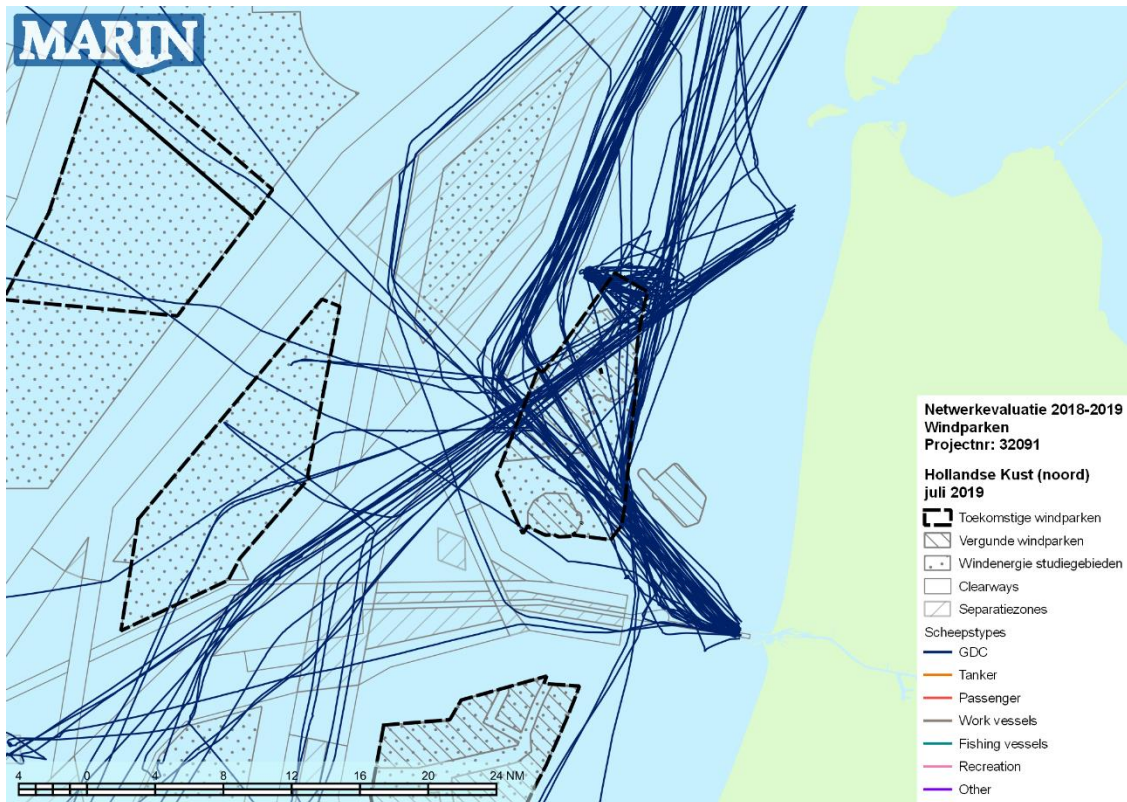 MARIN
Netwerkevaluatie 2018-2019
Windparken
Projectnr: 32091
Hollandse Kust (noord)
juli 2019
Toekomstige windparken
Vergunde windparken
Windenergie studiegebieden
Clearways
Separatiezones
Scheepstypes
GDC
Tanker
Passenger
Work vessels
Fishing vessels
Recreation
Other
4 0 4 8 12 16 20 24 NM